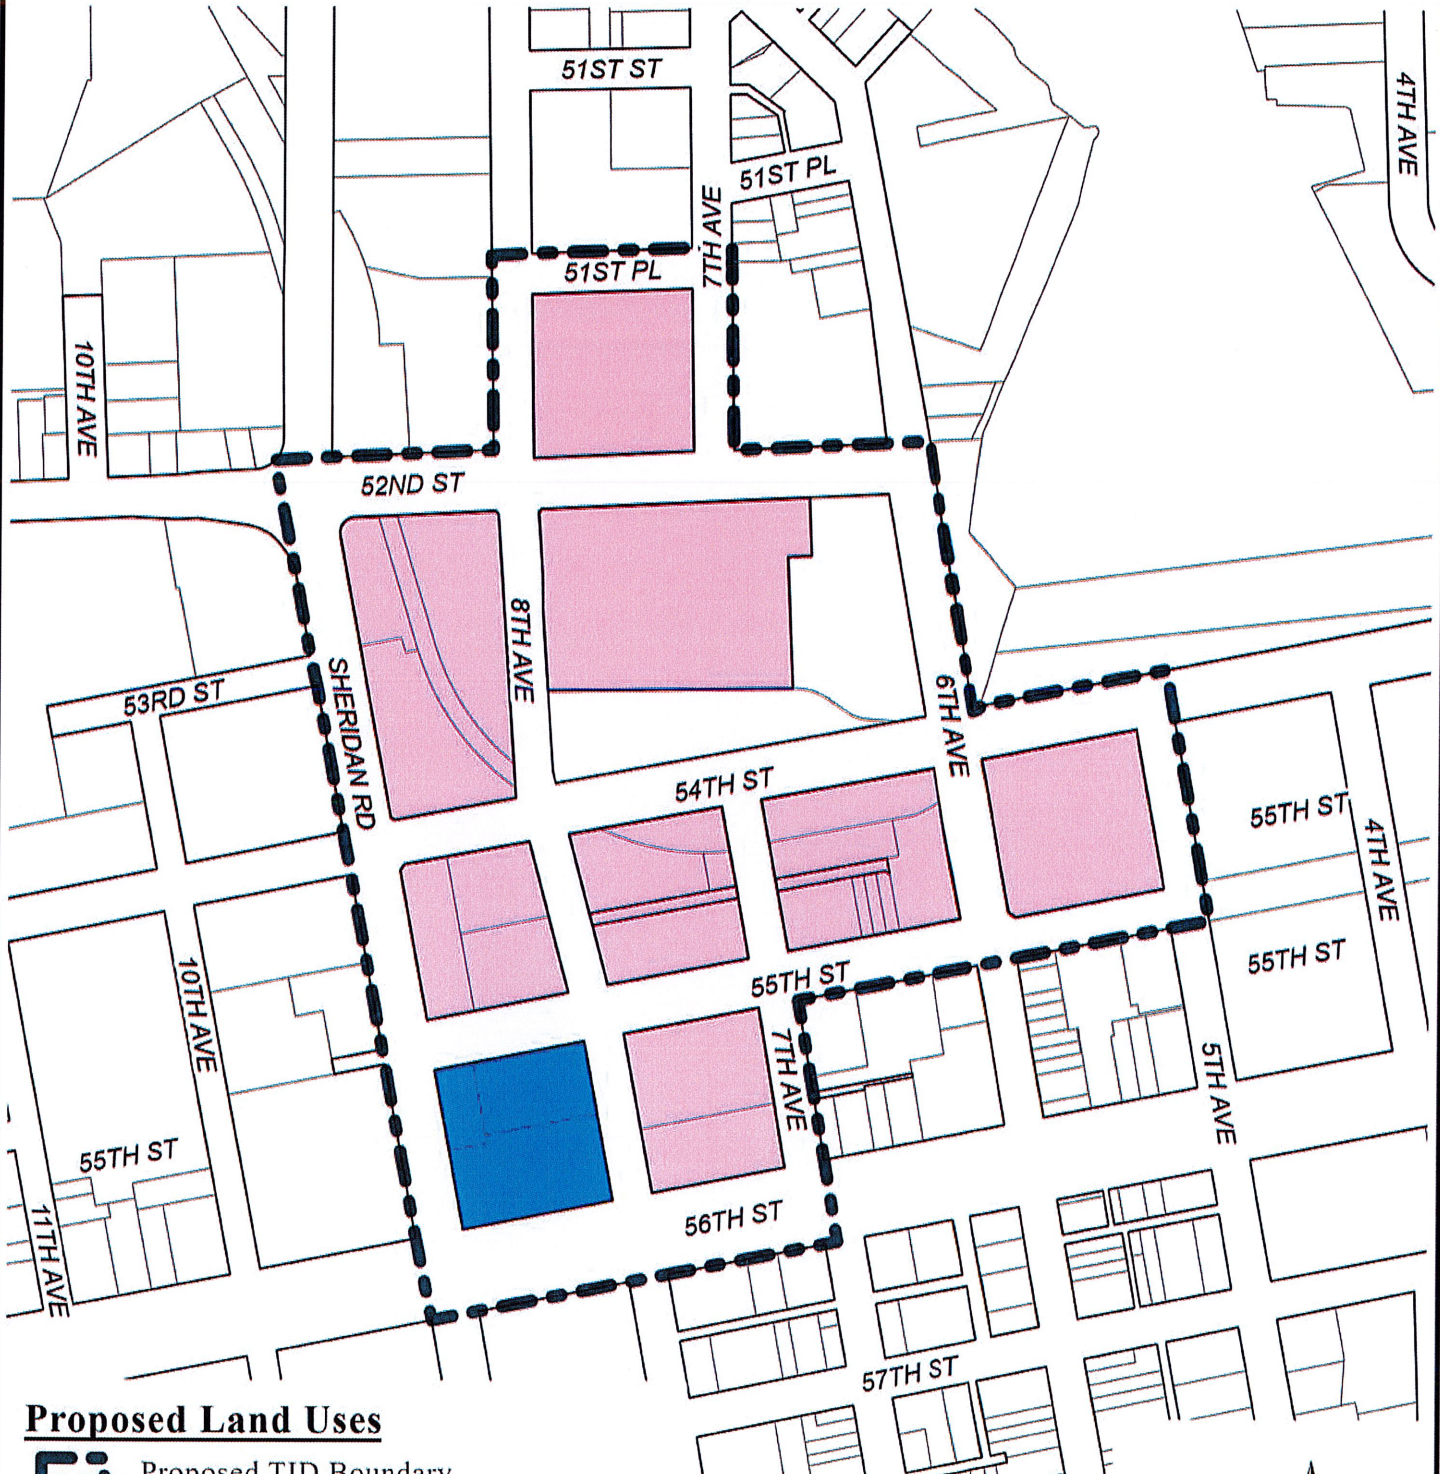 51ST ST
4TH AVE
51ST PL
7TH AVE
51ST PL
10TH AVE
52ND ST
8TH AVE
53RD ST
SHERIDAN RD
6TH AVE
54TH ST
55TH ST
4TH AVE
10TH AVE
55TH ST
55TH ST
7TH AVE
5TH AVE
55TH ST
11TH AVE
56TH ST
57TH ST
Proposed Land Uses
Proposed TID Boundary